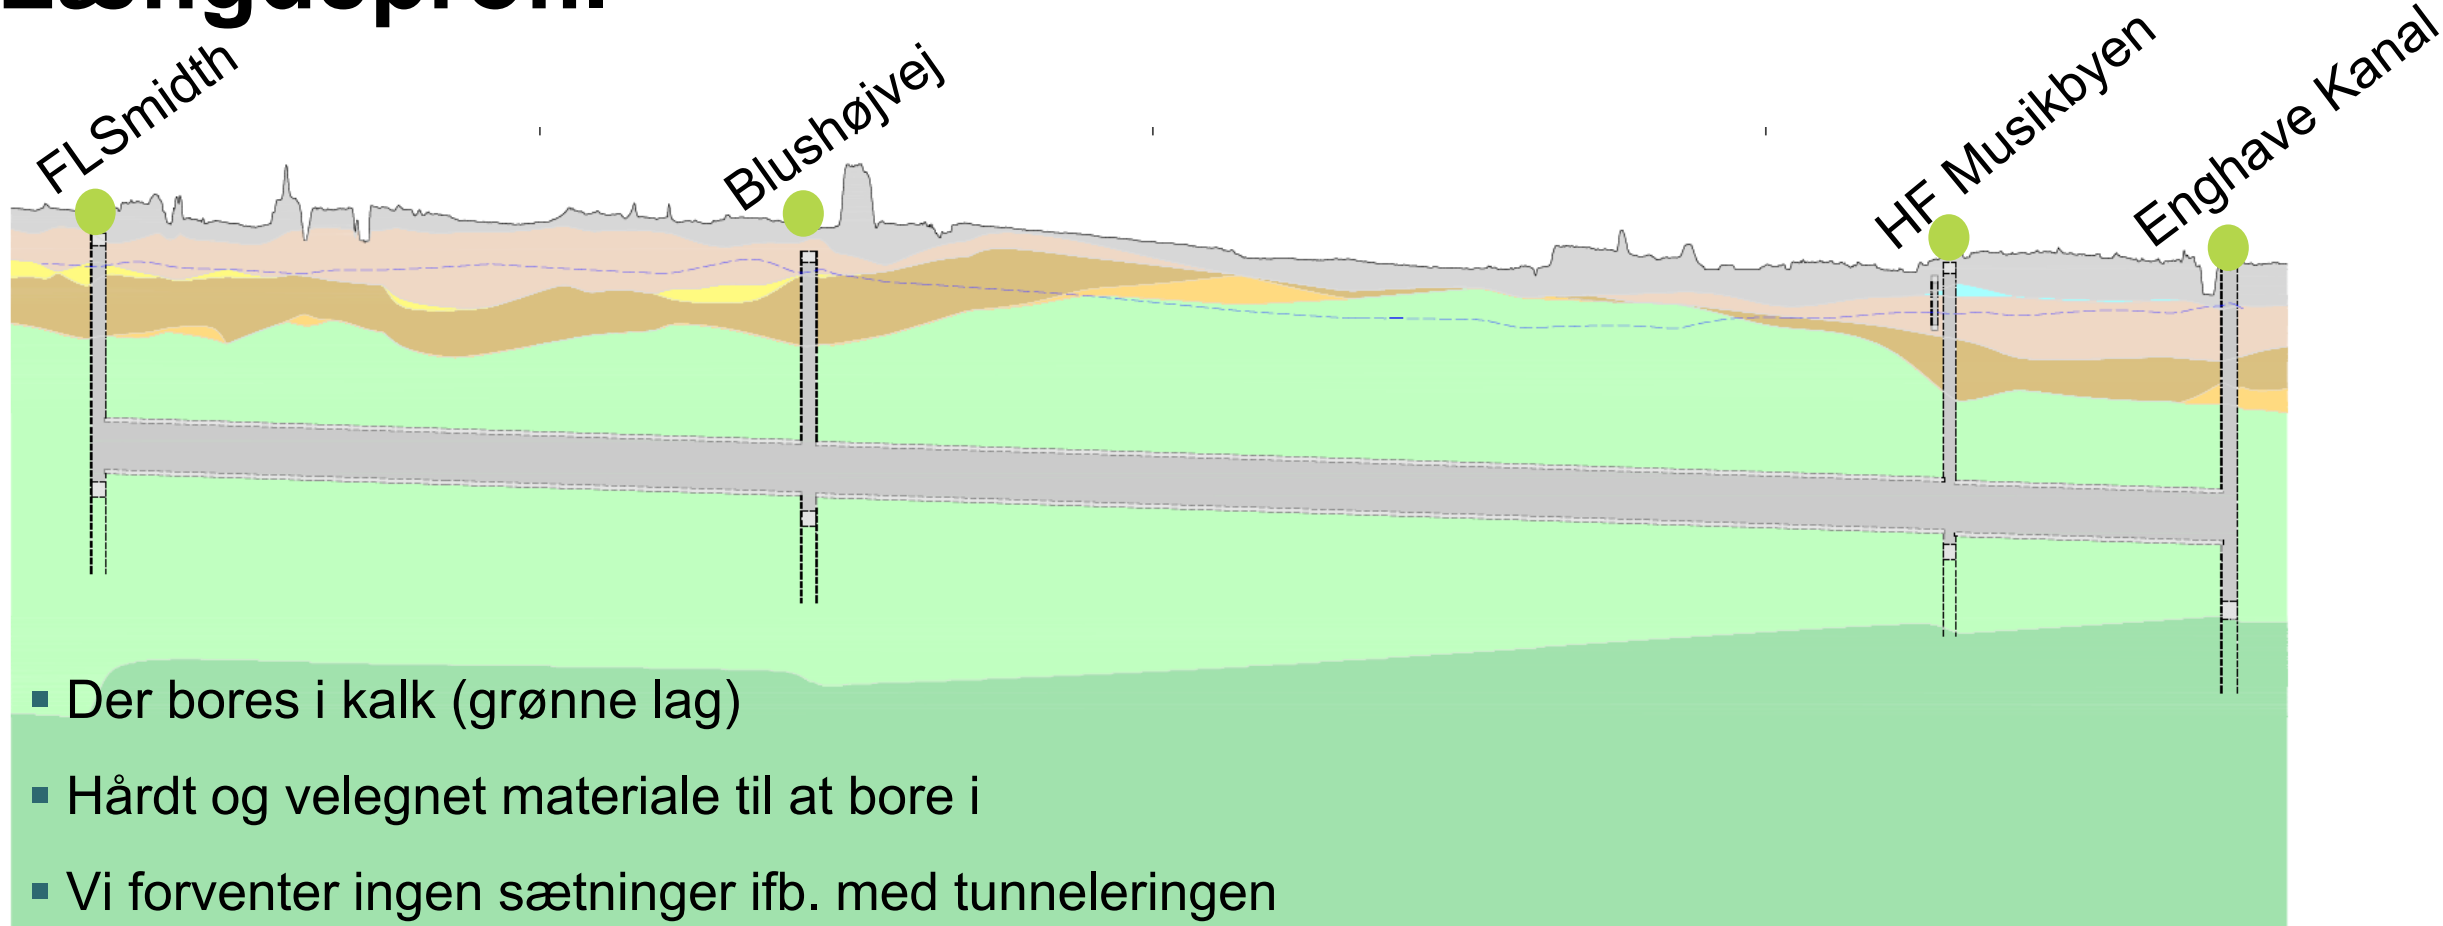 Længdeprofil
FLSmidth
Blushøjvej
HF Musikbyen
Enghave Kanal
Der bores i kalk (grønne lag)
Hårdt og velegnet materiale til at bore i
Vi forventer ingen sætninger ifb. med tunneleringen